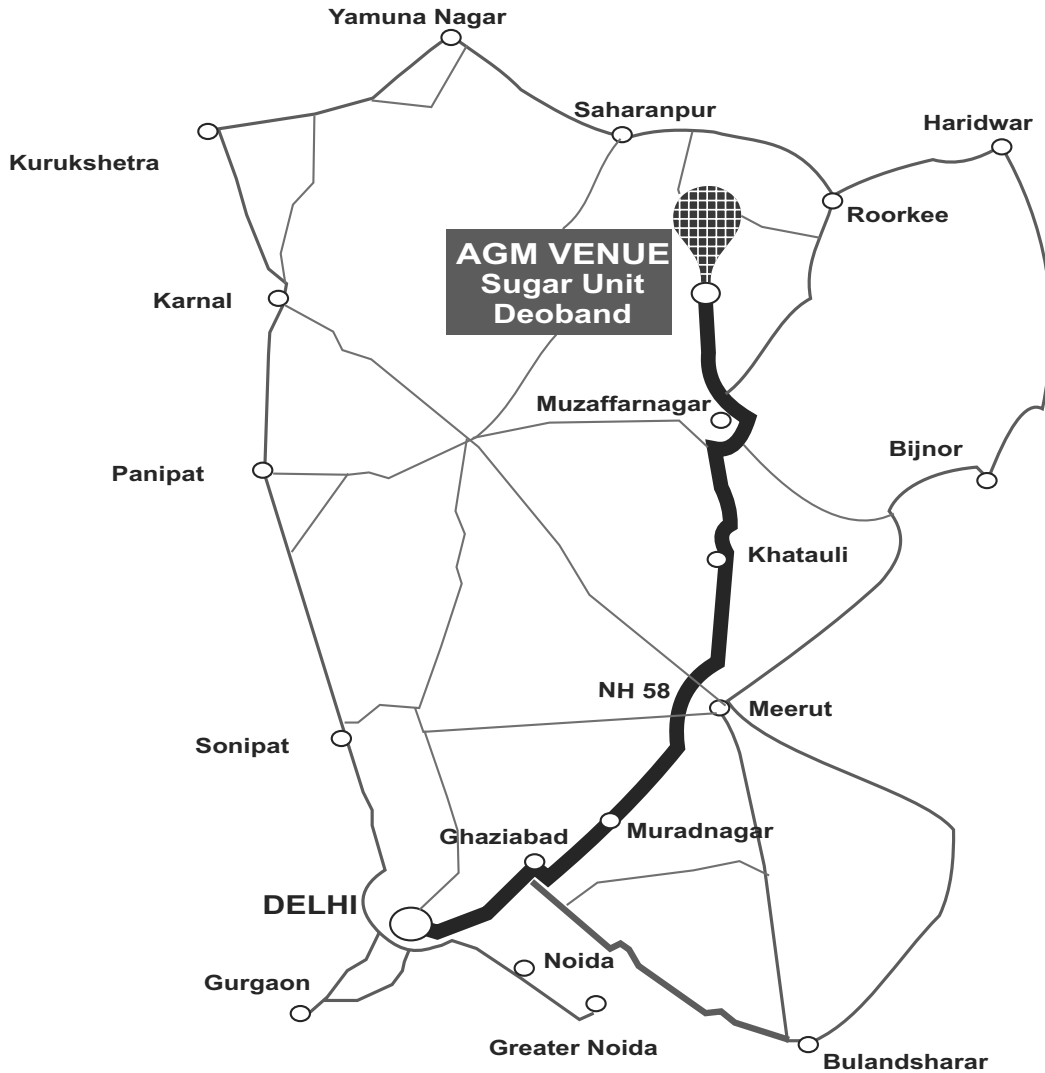 Yamuna Nagar
Saharanpur
Haridwar
Kurukshetra
Roorkee
AGM VENUE
Sugar Unit
Deoband
Karnal
Muzaffarnagar
Bijnor
Panipat
Khatauli
NH 58
Meerut
Sonipat
Ghaziabad
Muradnagar
DELHI
Noida
Gurgaon
Greater Noida
Bulandsharar